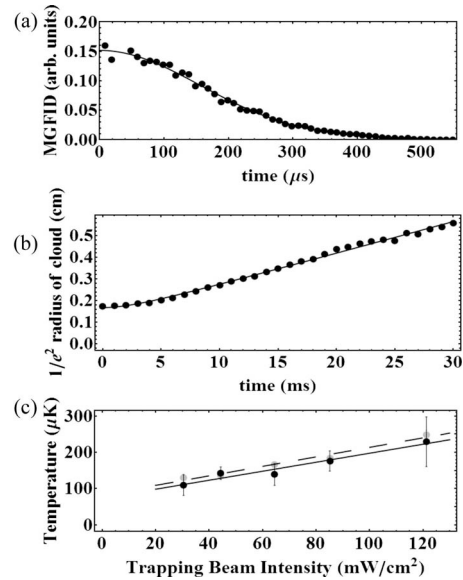 (a)
MGFID (arb. units)
0.20
0.15
0.10
0.05
0.00
0 100 200 300 400 500
time (μs)
(b)
1/e² radius of cloud (cm)
0.5
0.4
0.3
0.2
0.1
0.0
0 5 10 15 20 25 30
time (ms)
(c)
Temperature (μK)
300
200
100
0
0 20 40 60 80 100 120
Trapping Beam Intensity (mW/cm²)